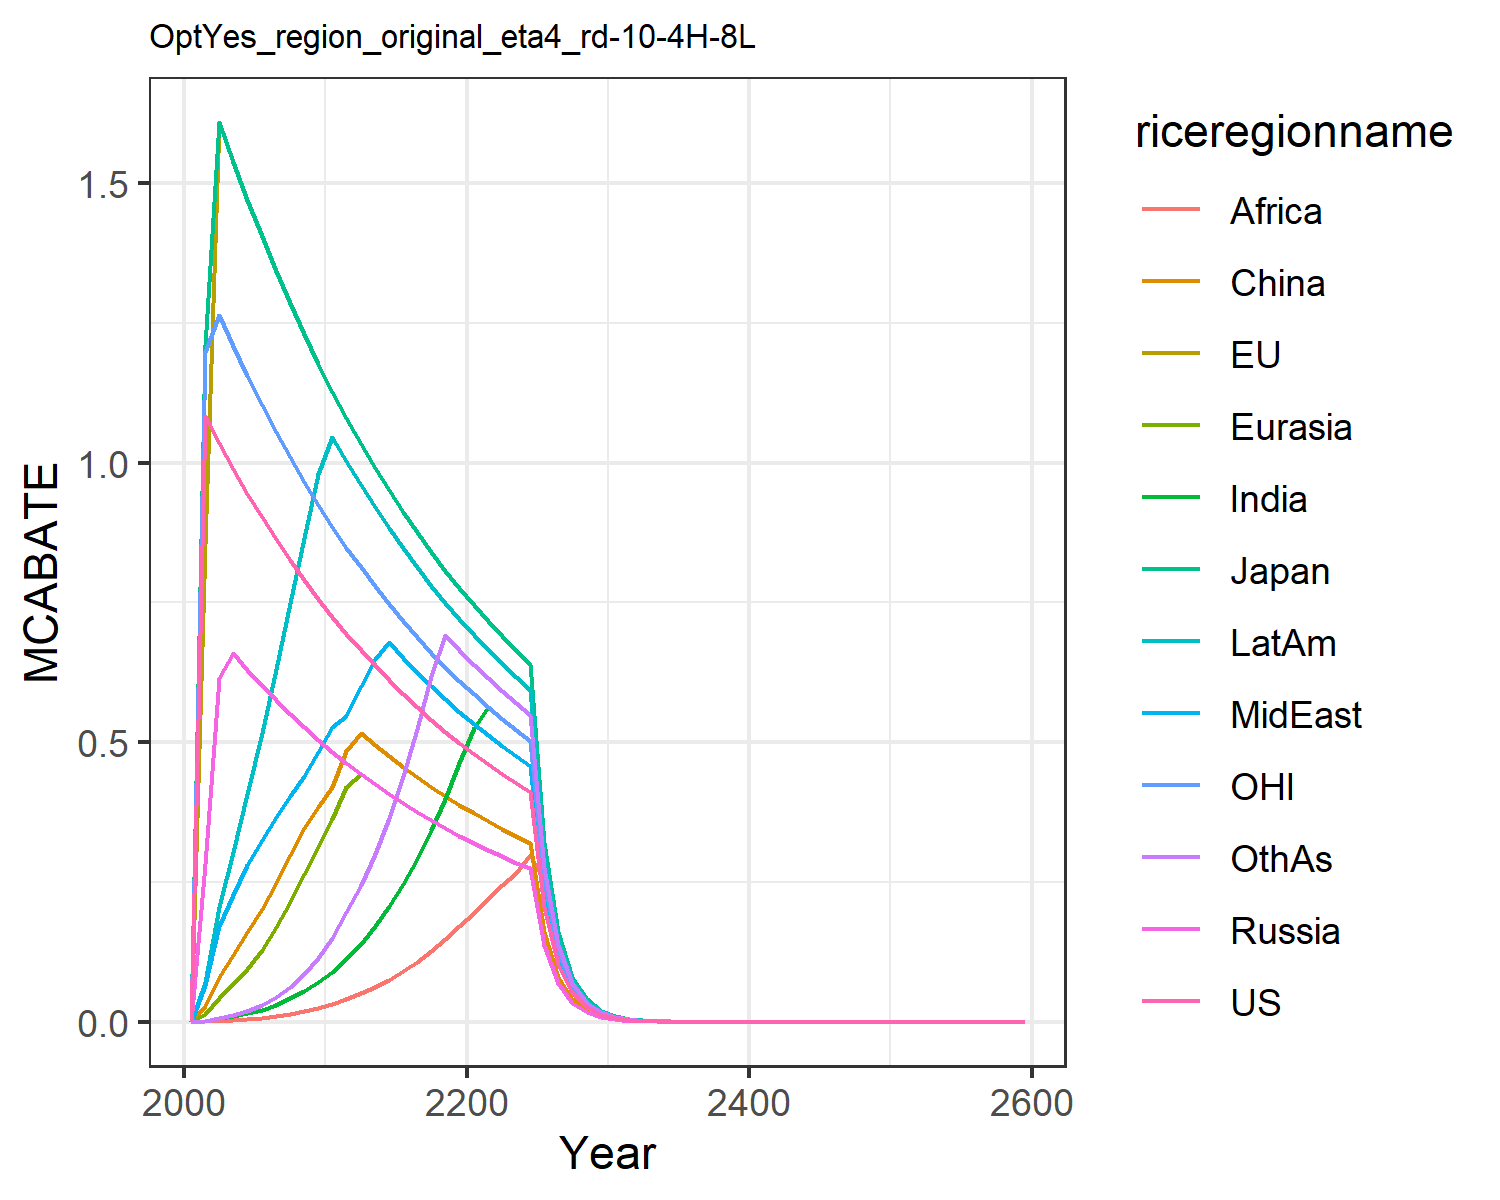 OptYes_region_original_eta4_rd-10-4H-8L
MCABATE
1.5
1.0
0.5
0.0
2000
2200
2400
2600
Year
riceregionname
Africa
China
EU
Eurasia
India
Japan
LatAm
MidEast
OHI
OthAs
Russia
US